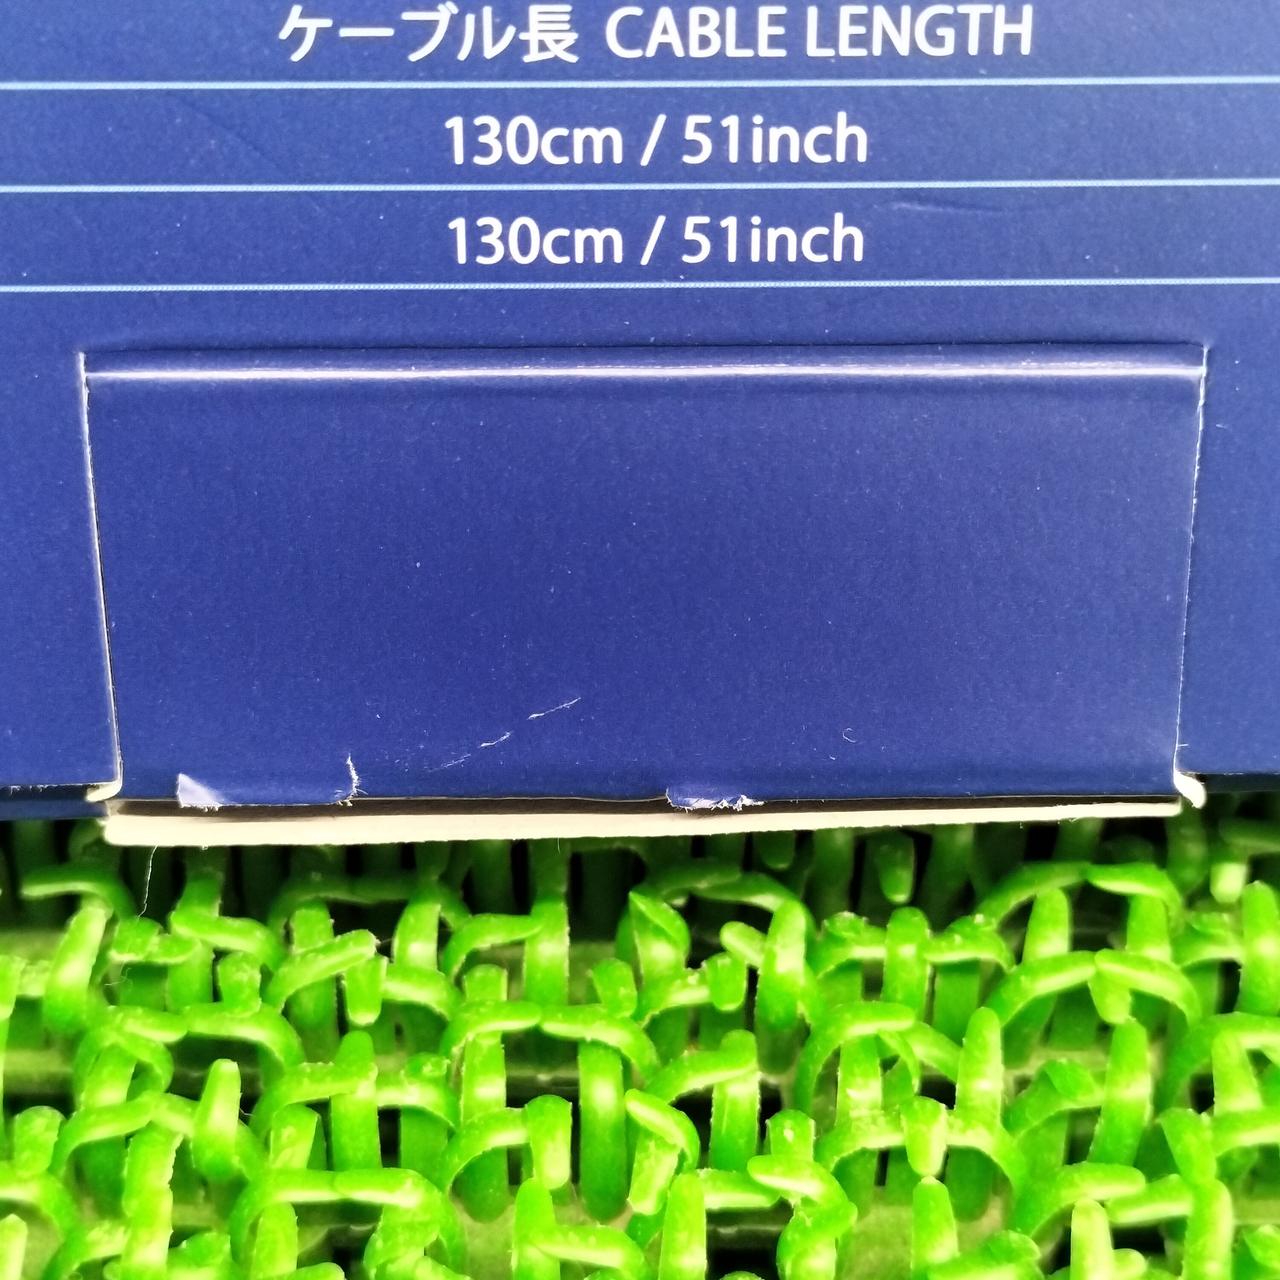 ケーブル長 CABLE LENGTH
130cm / 51inch
130cm / 51inch